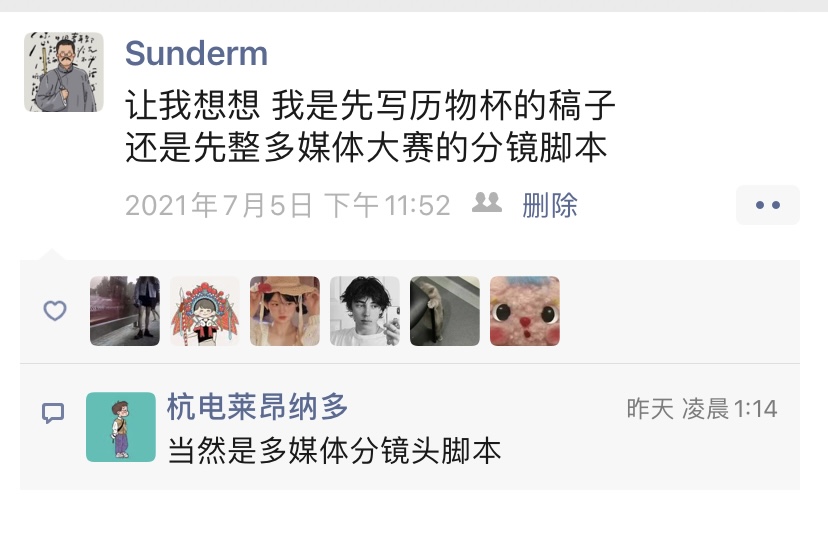 Sunderm
让我想想 我是先写历物杯的稿子
还是先整多媒体大赛的分镜脚本
2021年7月5日 下午11:52 删除
杭电莱昂纳多 昨天 凌晨1:14
当然是多媒体分镜头脚本